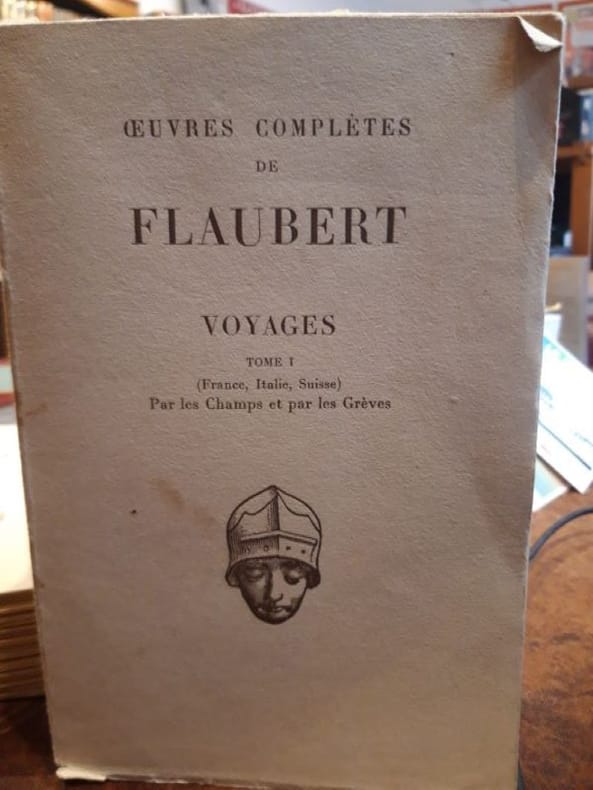 ŒUVRES COMPLÈTES
DE
FLAUBERT
VOYAGES
TOME I
(France, Italie, Suisse)
Par les Champs et par les Grèves